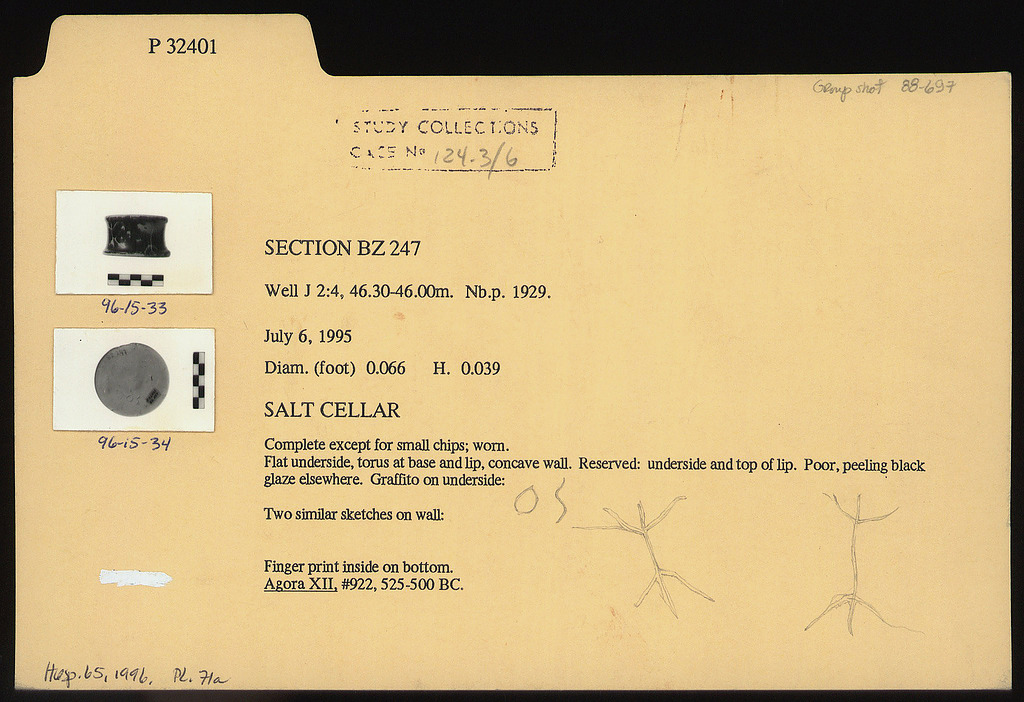 P 32401
Group shot 88-697
STUDY COLLECTIONS
CASE Nº 124-3/6
96-15-33
96-15-34
SECTION BZ 247
Well J 2:4, 46.30-46.00m. Nb.p. 1929.
July 6, 1995
Diam. (foot) 0.066 H. 0.039
SALT CELLAR
Complete except for small chips; worn.
Flat underside, torus at base and lip, concave wall. Reserved: underside and top of lip. Poor, peeling black
glaze elsewhere. Graffito on underside:
Two similar sketches on wall:
Finger print inside on bottom.
Agora XII, #922, 525-500 BC.
Hesp. 65, 1996, Pl. 71a